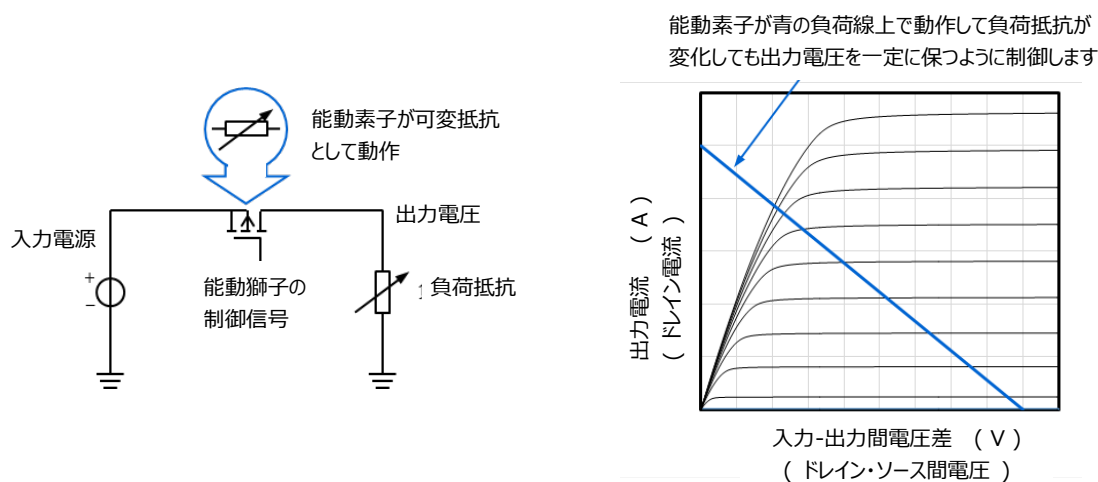 能動素子が青の負荷線上で動作して負荷抵抗が
変化しても出力電圧を一定に保つように制御します
能動素子が可変抵抗
として動作
出力電圧
入力電源
+
−
能動獅子の
制御信号
負荷抵抗
出力電流 (A)
(ドレイン電流)
入力-出力間電圧差 (V)
(ドレイン・ソース間電圧)